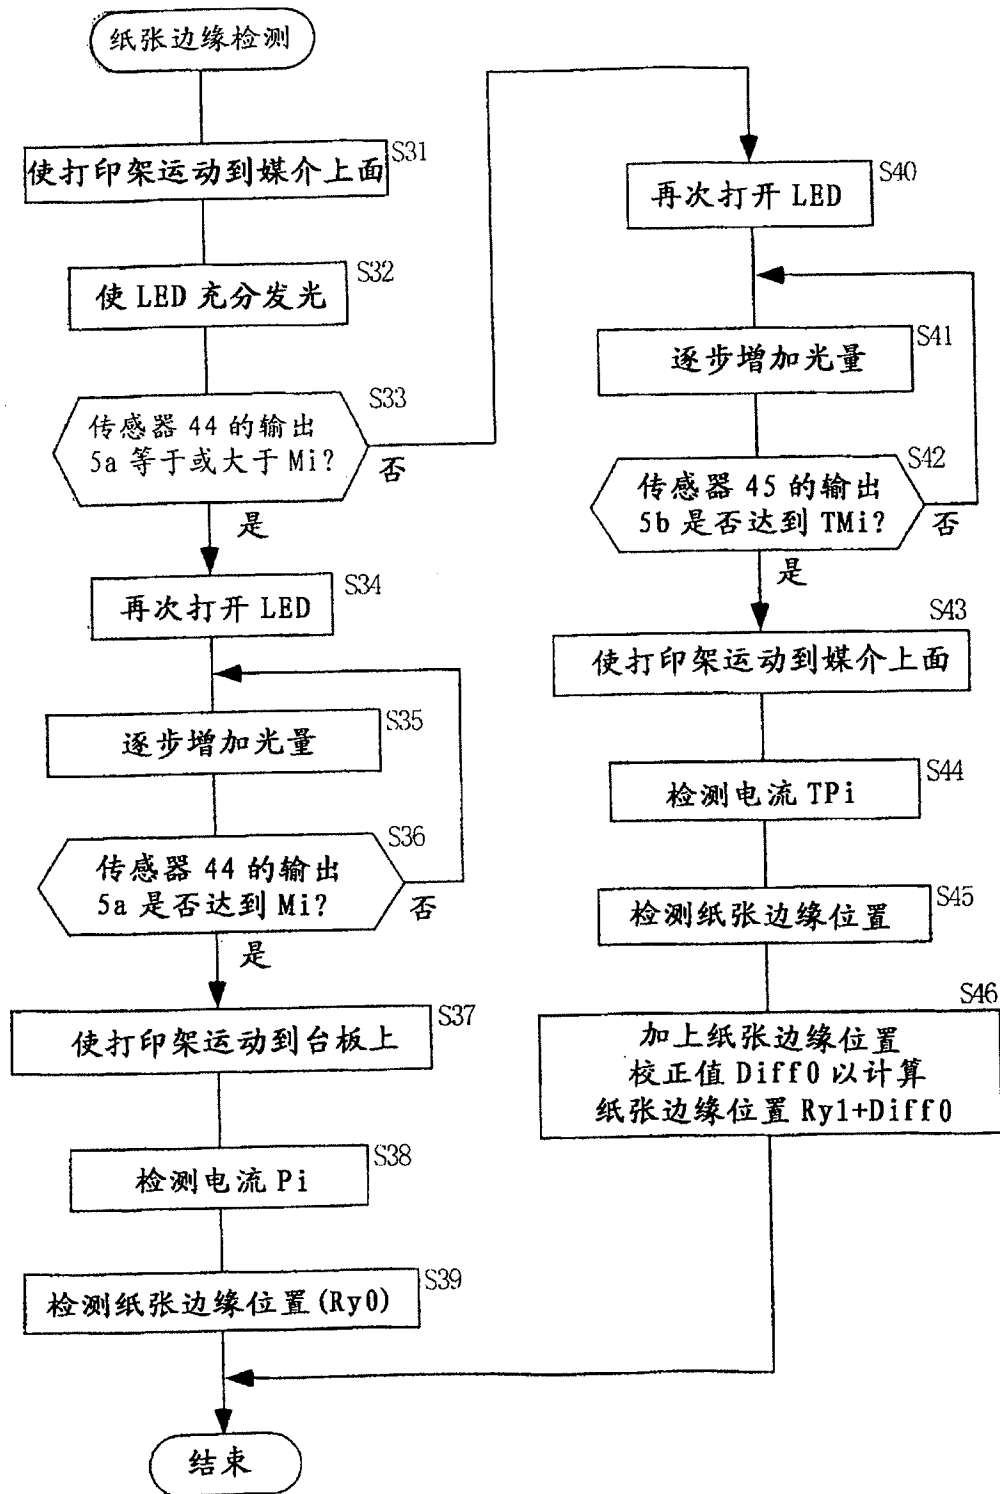 纸张边缘检测
S31
使打印架运动到媒介上面
S32
使 LED 充分发光
S33
传感器 44 的输出
5a 等于或大于 Mi?
否
是
S34
再次打开 LED
S35
逐步增加光量
S36
传感器 44 的输出
5a 是否达到 Mi?
否
是
S37
使打印架运动到台板上
S38
检测电流 Pi
S39
检测纸张边缘位置(Ry0)
S40
再次打开 LED
S41
逐步增加光量
S42
传感器 45 的输出
5b 是否达到 TMi?
否
是
S43
使打印架运动到媒介上面
S44
检测电流 TPi
S45
检测纸张边缘位置
S46
加上纸张边缘位置
校正值 Diff0 以计算
纸张边缘位置 Ry1+Diff0
结束